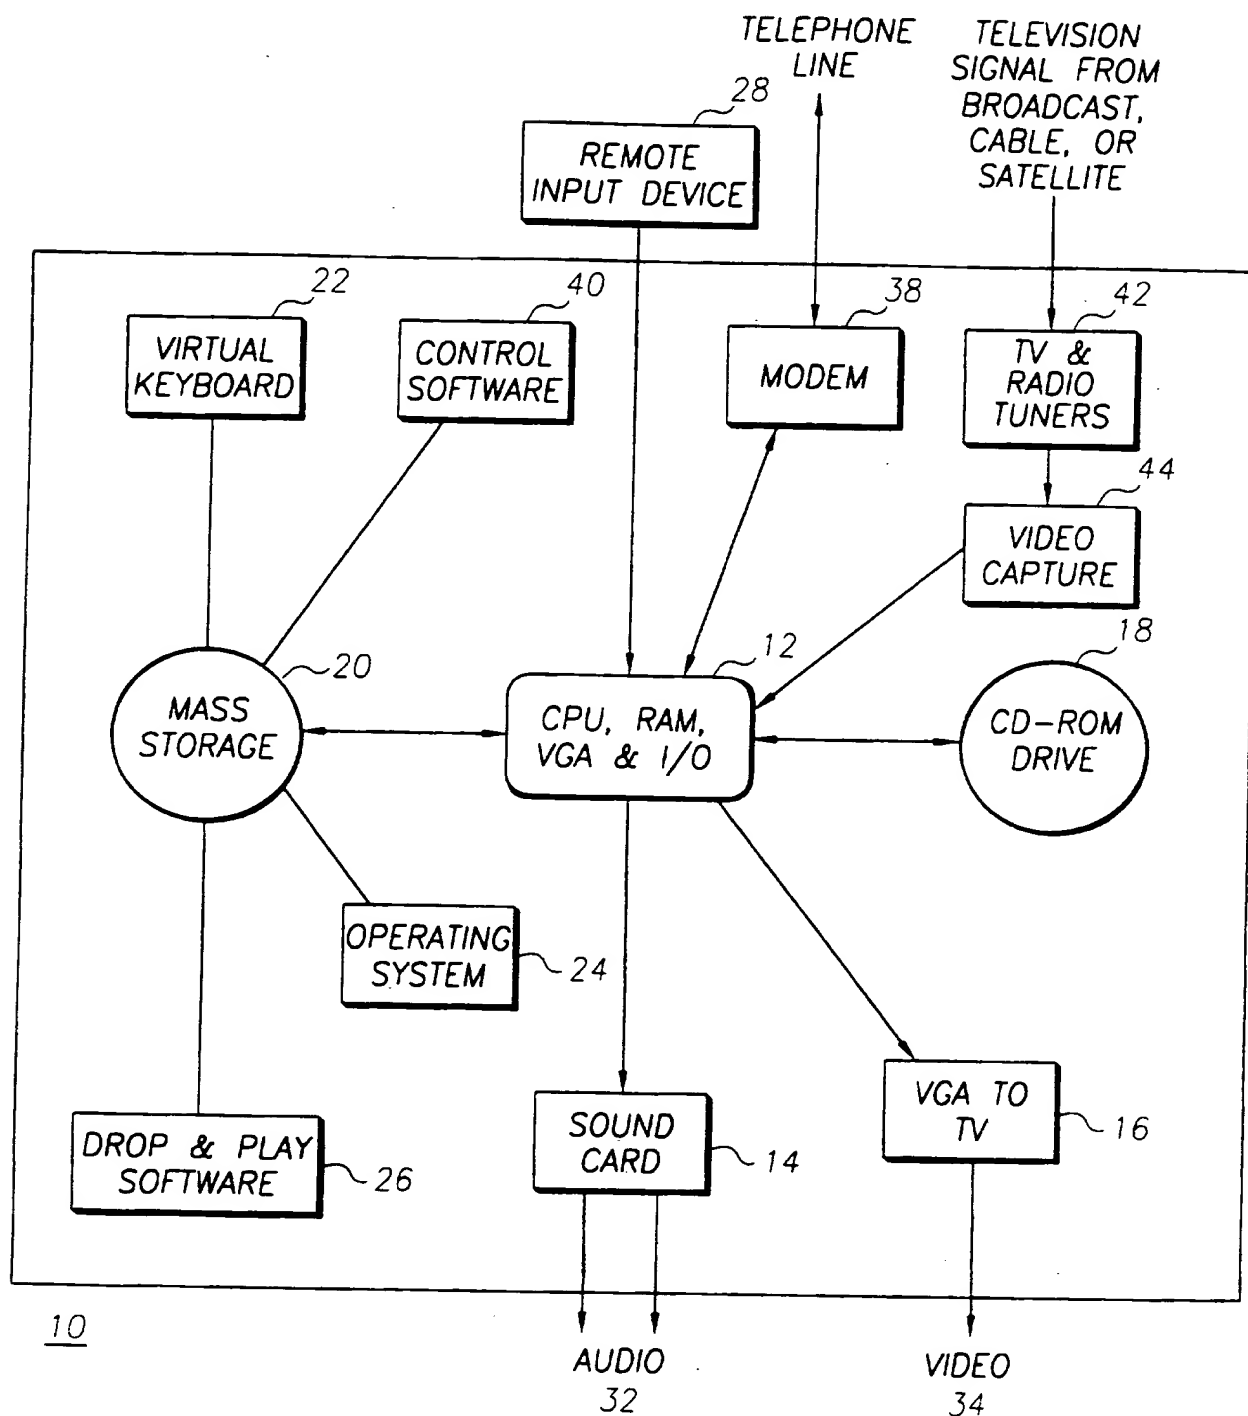 TELEPHONE
LINE
TELEVISION
SIGNAL FROM
BROADCAST,
CABLE, OR
SATELLITE
28
REMOTE
INPUT DEVICE
22
VIRTUAL
KEYBOARD
40
CONTROL
SOFTWARE
38
MODEM
42
TV &
RADIO
TUNERS
44
VIDEO
CAPTURE
20
MASS
STORAGE
12
CPU, RAM,
VGA & I/O
18
CD-ROM
DRIVE
OPERATING
SYSTEM
24
DROP & PLAY
SOFTWARE
26
SOUND
CARD
14
VGA TO
TV
16
10
AUDIO
32
VIDEO
34